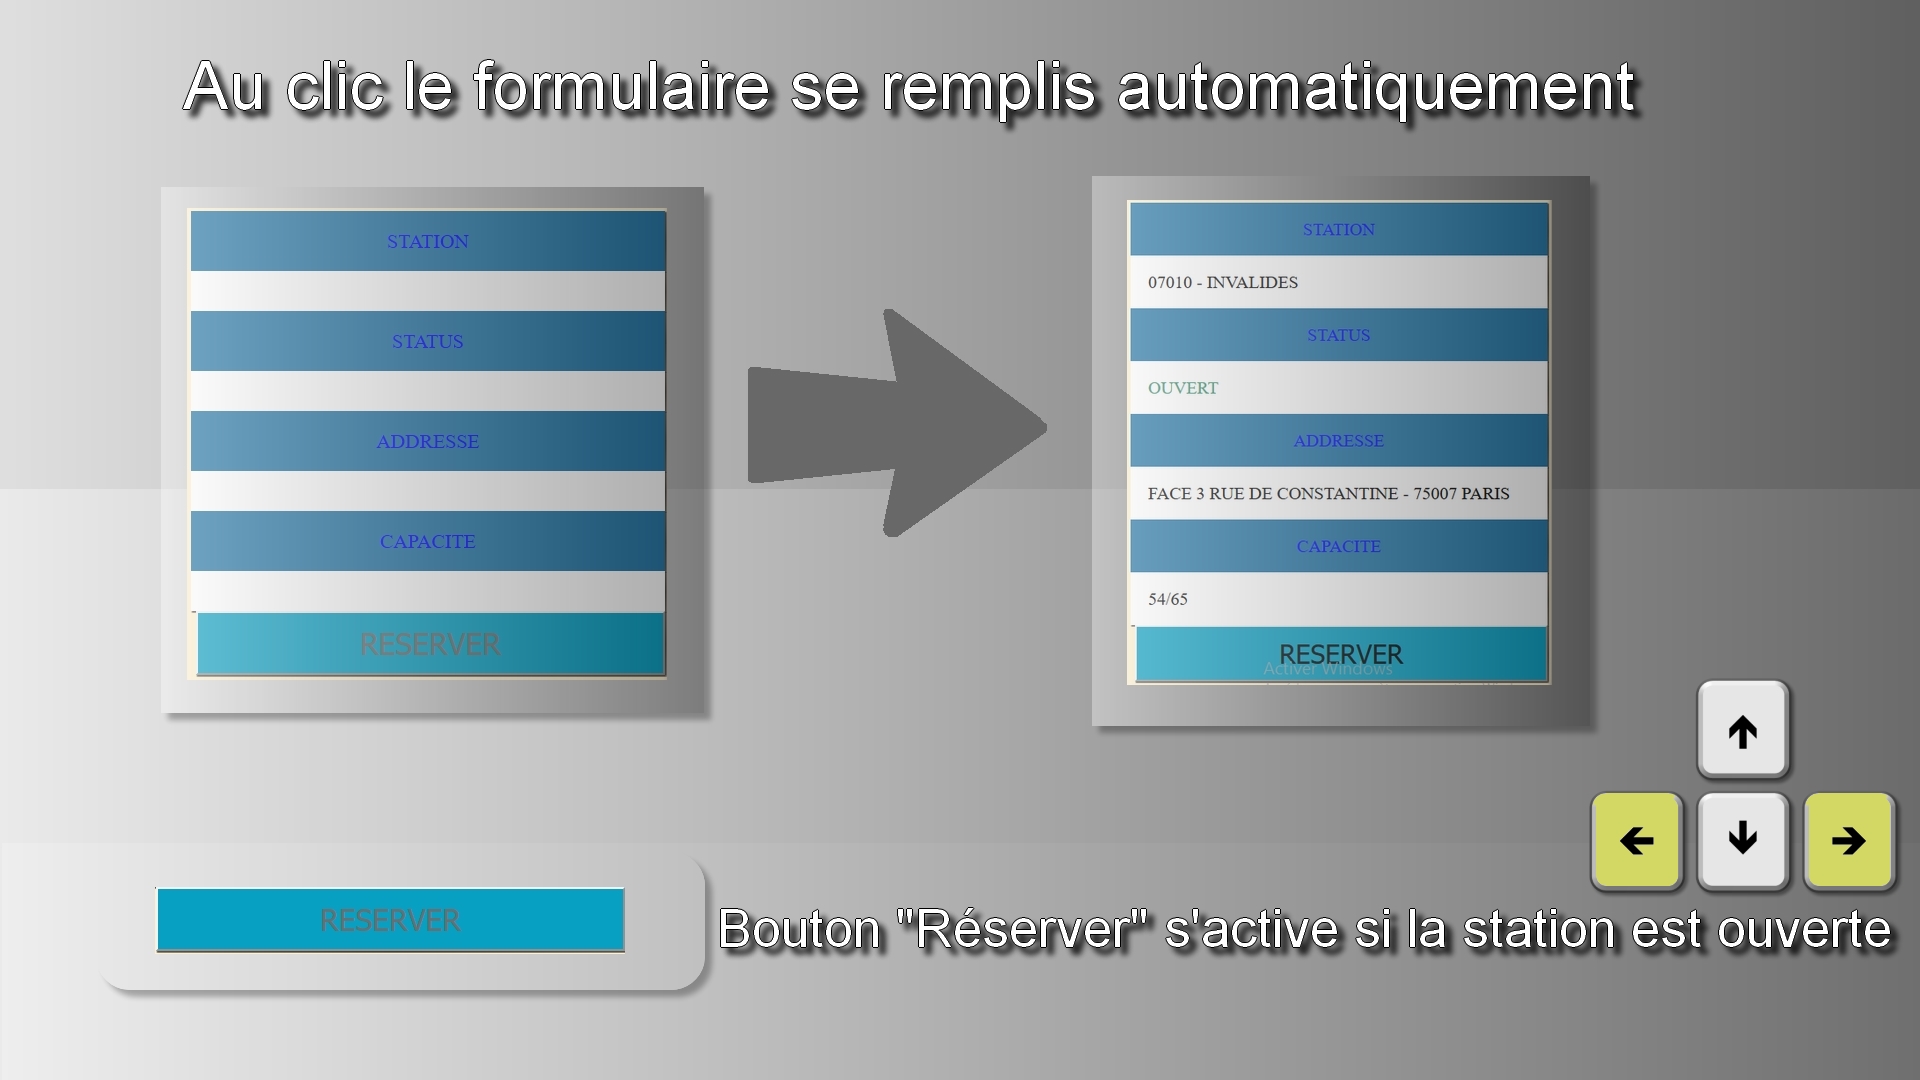 Au clic le formulaire se remplis automatiquement
STATION
STATUS
ADDRESSE
CAPACITE
RESERVER
STATION
07010 - INVALIDES
STATUS
OUVERT
ADDRESSE
FACE 3 RUE DE CONSTANTINE - 75007 PARIS
CAPACITE
54/65
RESERVER
Activer Windows
RESERVER
Bouton "Réserver" s'active si la station est ouverte